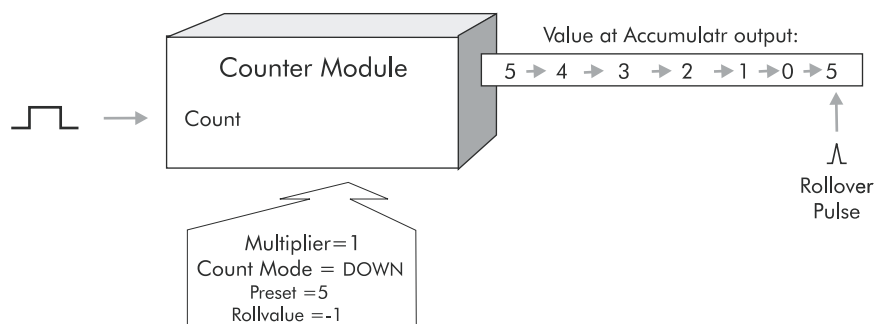 Value at Accumulatr output:
Counter Module
5 4 3 2 1 0 5
Count
Rollover
Pulse
Multiplier=1
Count Mode = DOWN
Preset =5
Rollvalue =-1